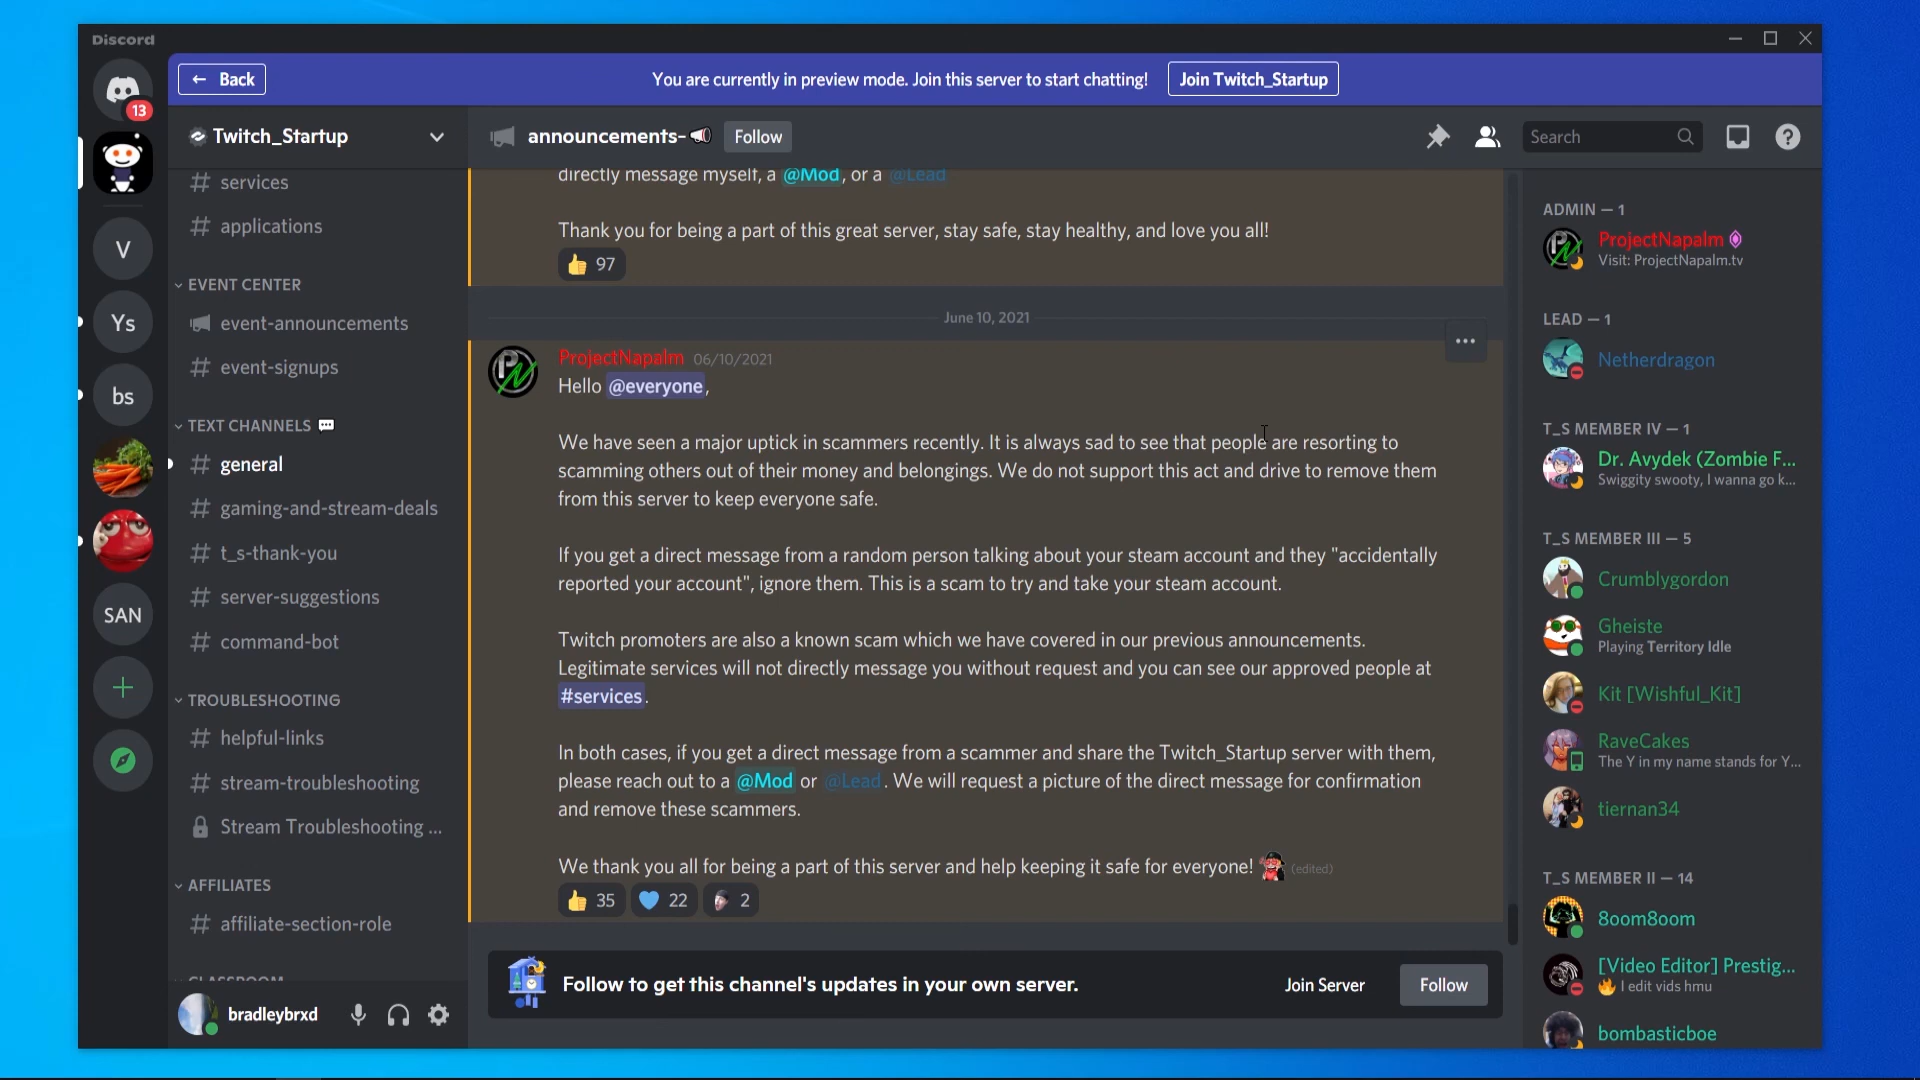 Discord
Back
You are currently in preview mode. Join this server to start chatting!
Join Twitch_Startup
13
V
Ys
bs
SAN
Twitch_Startup
services
applications
EVENT CENTER
event-announcements
event-signups
TEXT CHANNELS
general
gaming-and-stream-deals
t_s-thank-you
server-suggestions
command-bot
TROUBLESHOOTING
helpful-links
stream-troubleshooting
Stream Troubleshooting ...
AFFILIATES
affiliate-section-role
CLASSROOM
bradleybrxd
announcements-
Follow
Search
directly message myself, a @Mod, or a @Lead
Thank you for being a part of this great server, stay safe, stay healthy, and love you all!
97
June 10, 2021
ProjectNapalm 06/10/2021
Hello @everyone,
We have seen a major uptick in scammers recently. It is always sad to see that people are resorting to
scamming others out of their money and belongings. We do not support this act and drive to remove them
from this server to keep everyone safe.
If you get a direct message from a random person talking about your steam account and they "accidentally
reported your account", ignore them. This is a scam to try and take your steam account.
Twitch promoters are also a known scam which we have covered in our previous announcements.
Legitimate services will not directly message you without request and you can see our approved people at
#services.
In both cases, if you get a direct message from a scammer and share the Twitch_Startup server with them,
please reach out to a @Mod or @Lead. We will request a picture of the direct message for confirmation
and remove these scammers.
We thank you all for being a part of this server and help keeping it safe for everyone! (edited)
35 22 2
Follow to get this channel's updates in your own server.
Join Server
Follow
ADMIN — 1
ProjectNapalm
Visit: ProjectNapalm.tv
LEAD — 1
Netherdragon
T_S MEMBER IV — 1
Dr. Avydek (Zombie F...
Swiggity swooty, I wanna go k...
T_S MEMBER III — 5
Crumblygordon
Gheiste
Playing Territory Idle
Kit [Wishful_Kit]
RaveCakes
The Y in my name stands for Y...
tiernan34
T_S MEMBER II — 14
8oom8oom
[Video Editor] Prestig...
I edit vids hmu
bombasticboe